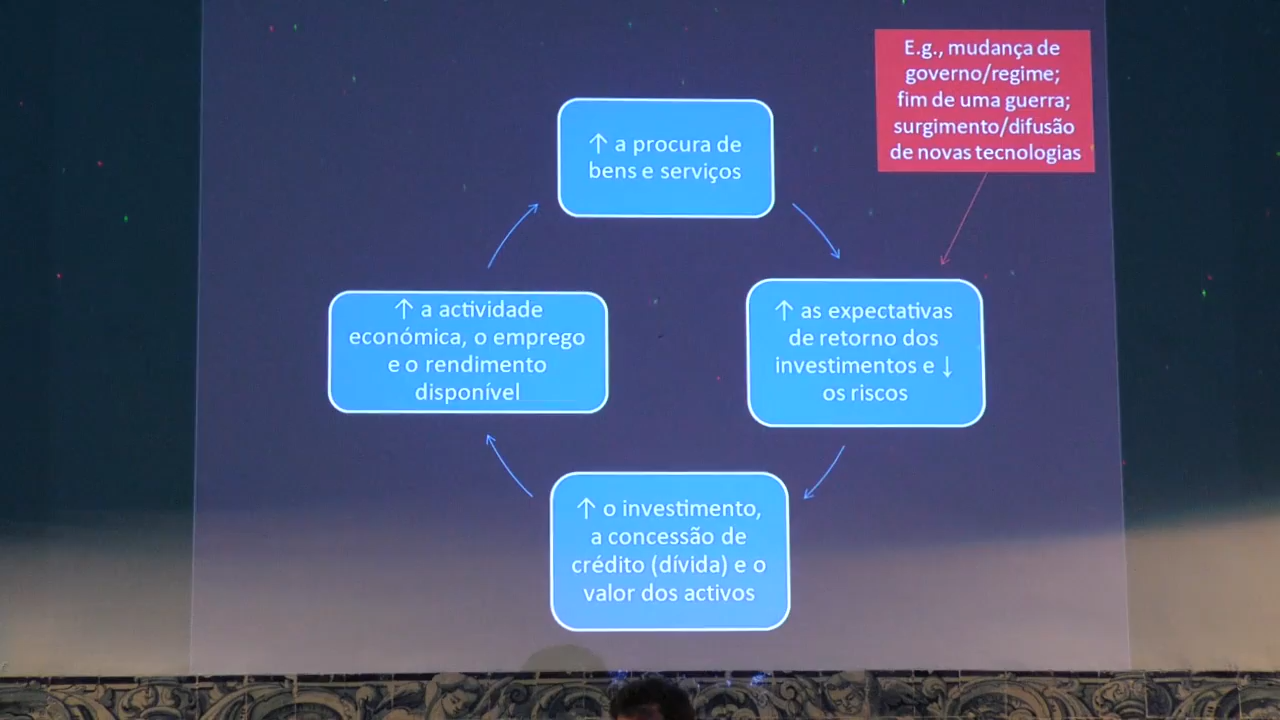 E.g., mudança de
governo/regime;
fim de uma guerra;
surgimento/difusão
de novas tecnologias
↑ a procura de
bens e serviços
↑ as expectativas
de retorno dos
investimentos e ↓
os riscos
↑ o investimento,
a concessão de
crédito (dívida) e o
valor dos activos
↑ a actividade
económica, o emprego
e o rendimento
disponível